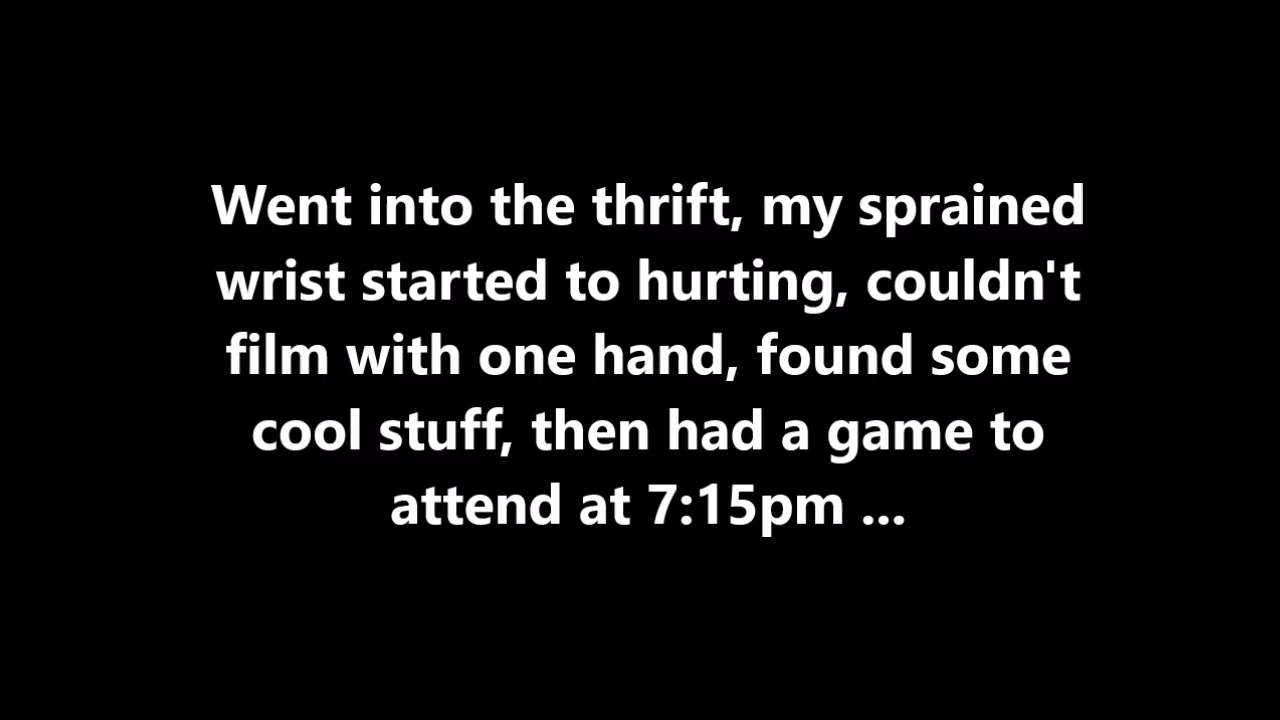 Went into the thrift, my sprained
wrist started to hurting, couldn't
film with one hand, found some
cool stuff, then had a game to
attend at 7:15pm ...